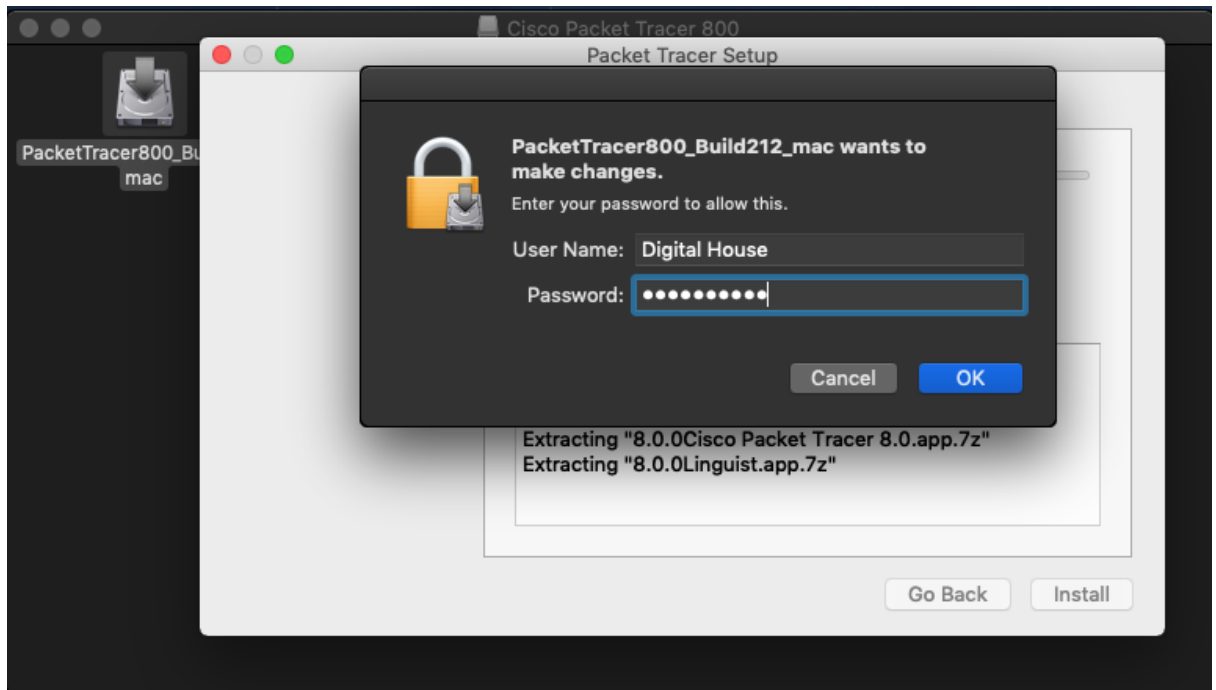 Cisco Packet Tracer 800
Packet Tracer Setup
PacketTracer800_Bu
mac
PacketTracer800_Build212_mac wants to
make changes.
Enter your password to allow this.
User Name: Digital House
Password: ●●●●●●●●●●
Cancel OK
Extracting "8.0.0Cisco Packet Tracer 8.0.app.7z"
Extracting "8.0.0Linguist.app.7z"
Go Back Install